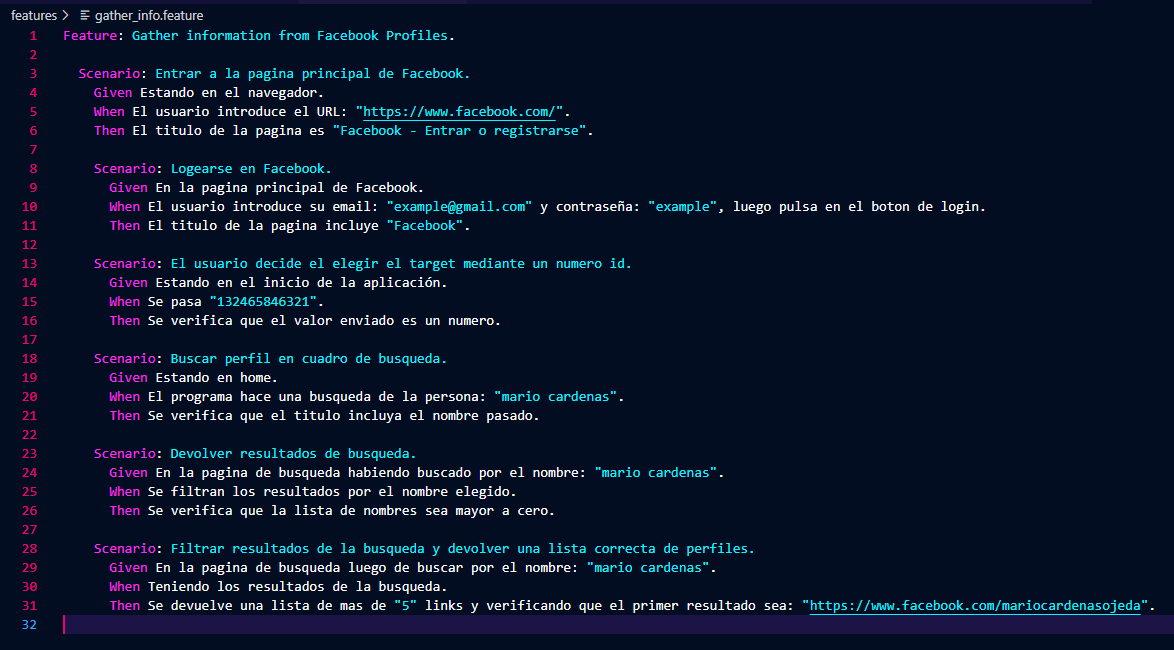 features > gather_info.feature
1 Feature: Gather information from Facebook Profiles.
2
3 Scenario: Entrar a la pagina principal de Facebook.
4 Given Estando en el navegador.
5 When El usuario introduce el URL: "https://www.facebook.com/".
6 Then El titulo de la pagina es "Facebook - Entrar o registrarse".
7
8 Scenario: Logearse en Facebook.
9 Given En la pagina principal de Facebook.
10 When El usuario introduce su email: "example@gmail.com" y contraseña: "example", luego pulsa en el boton de login.
11 Then El titulo de la pagina incluye "Facebook".
12
13 Scenario: El usuario decide el elegir el target mediante un numero id.
14 Given Estando en el inicio de la aplicación.
15 When Se pasa "132465846321".
16 Then Se verifica que el valor enviado es un numero.
17
18 Scenario: Buscar perfil en cuadro de busqueda.
19 Given Estando en home.
20 When El programa hace una busqueda de la persona: "mario cardenas".
21 Then Se verifica que el titulo incluya el nombre pasado.
22
23 Scenario: Devolver resultados de busqueda.
24 Given En la pagina de busqueda habiendo buscado por el nombre: "mario cardenas".
25 When Se filtran los resultados por el nombre elegido.
26 Then Se verifica que la lista de nombres sea mayor a cero.
27
28 Scenario: Filtrar resultados de la busqueda y devolver una lista correcta de perfiles.
29 Given En la pagina de busqueda luego de buscar por el nombre: "mario cardenas".
30 When Teniendo los resultados de la busqueda.
31 Then Se devuelve una lista de mas de "5" links y verificando que el primer resultado sea: "https://www.facebook.com/mariocardenasojeda".
32